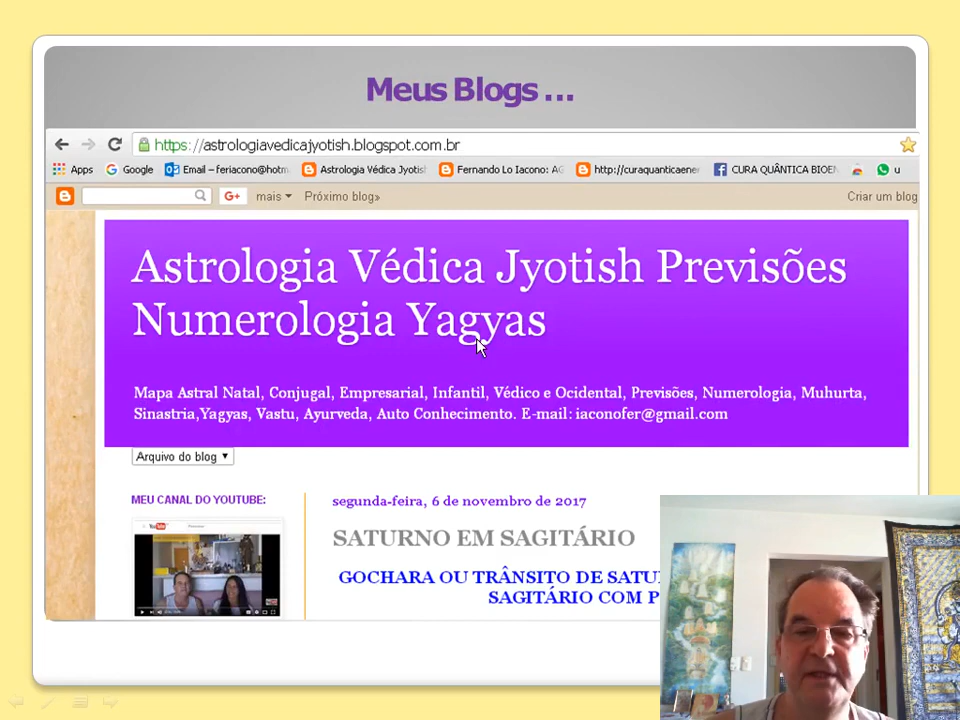 Meus Blogs ...
https://astrologiavedicajyotish.blogspot.com.br
Apps Google Email – feriacono@hotm Astrologia Védica Jyotis Fernando Lo Iacono: AG http://curaquanticaene CURA QUÂNTICA BIOEN u
G+ mais Próximo blog» Criar um blog
Astrologia Védica Jyotish Previsões
Numerologia Yagyas
Mapa Astral Natal, Conjugal, Empresarial, Infantil, Védico e Ocidental, Previsões, Numerologia, Muhurta,
Sinastria,Yagyas, Vastu, Ayurveda, Auto Conhecimento. E-mail: iaconofer@gmail.com
Arquivo do blog
MEU CANAL DO YOUTUBE:
segunda-feira, 6 de novembro de 2017
SATURNO EM SAGITÁRIO
GOCHARA OU TRÂNSITO DE SATU
SAGITÁRIO COM P